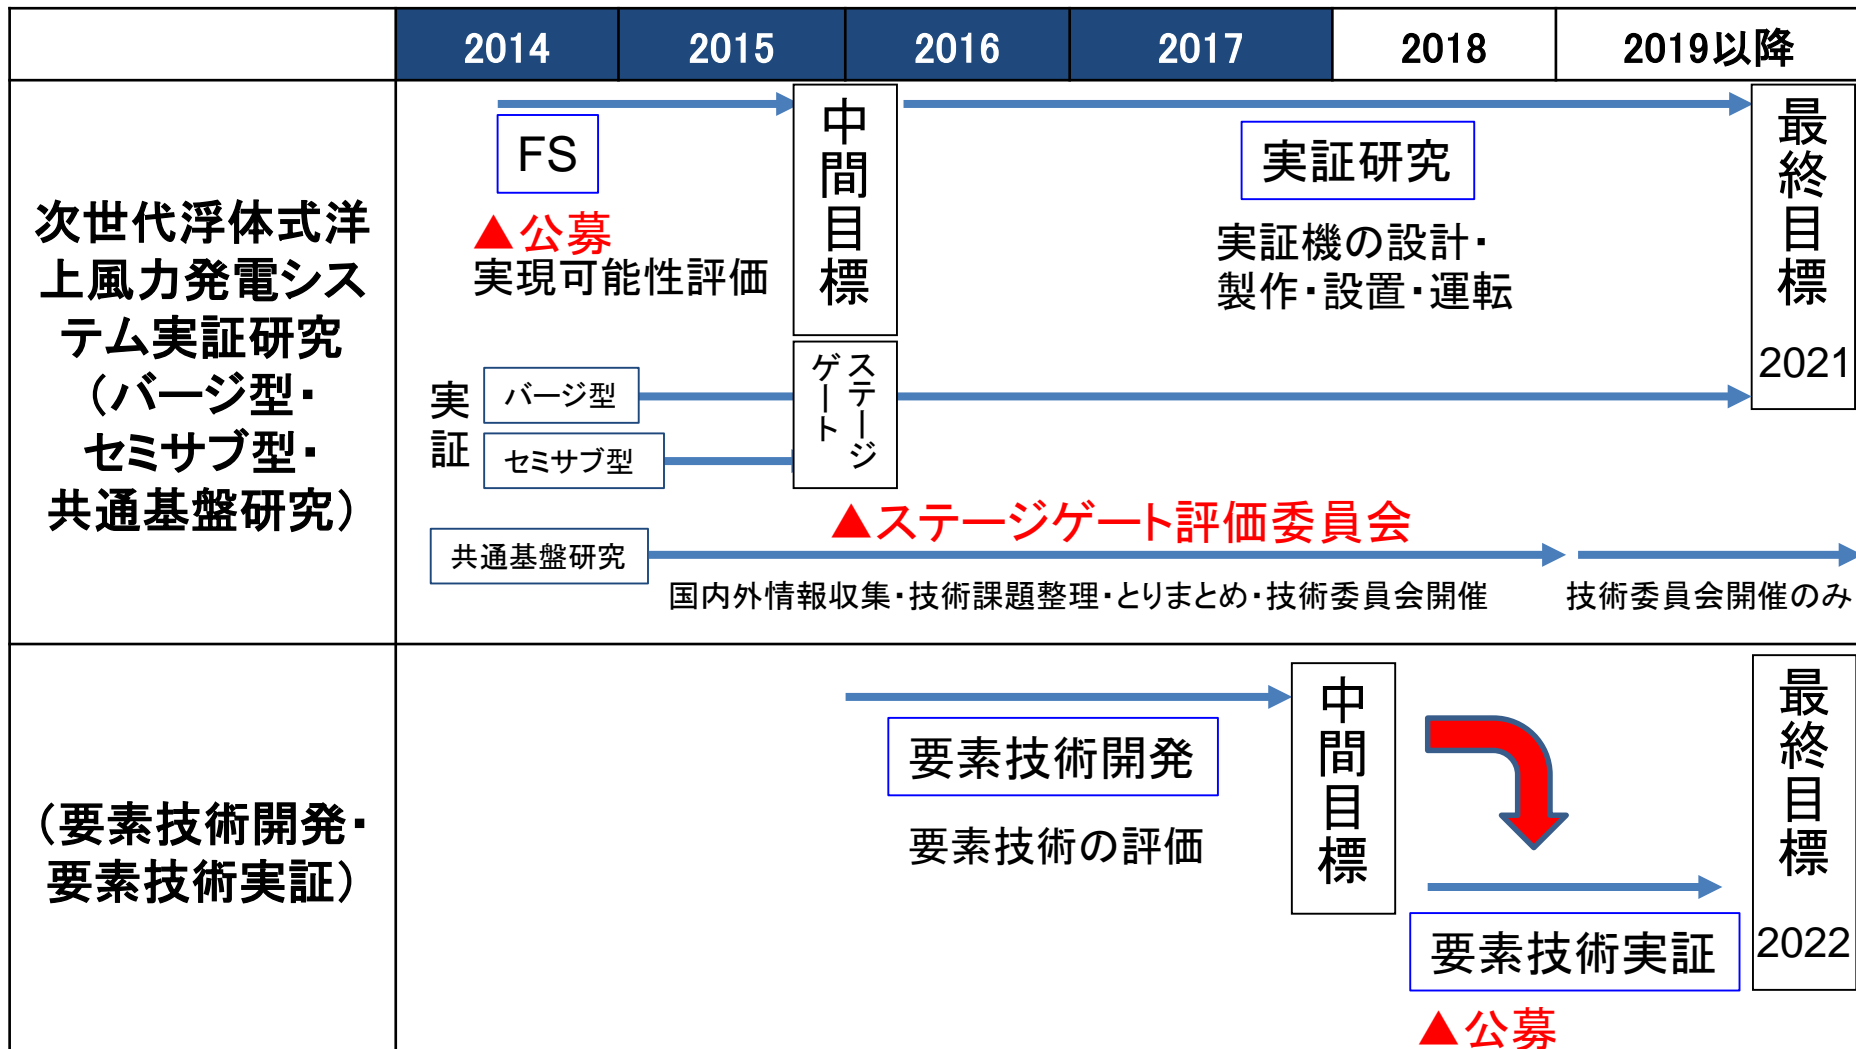 2014
2015
2016
2017
2018
2019以降
次世代浮体式洋
上風力発電シス
テム実証研究
（バージ型・
セミサブ型・
共通基盤研究）
FS
▲公募
実現可能性評価
中間目標
実証研究
実証機の設計・
製作・設置・運転
最終目標
2021
実証
バージ型
セミサブ型
ステージ
ゲート
▲ステージゲート評価委員会
共通基盤研究
国内外情報収集・技術課題整理・とりまとめ・技術委員会開催
技術委員会開催のみ
（要素技術開発・
要素技術実証）
要素技術開発
要素技術の評価
中間目標
要素技術実証
▲公募
最終目標
2022